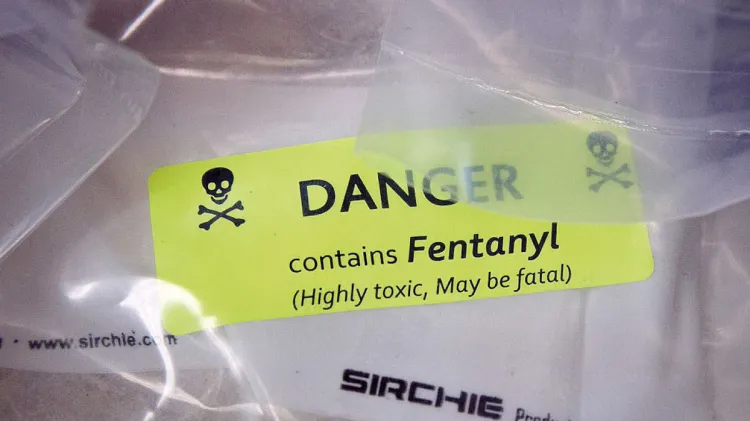 DANGER
contains Fentanyl
(Highly toxic, May be fatal)
www.sirchie.com
SIRCHIE